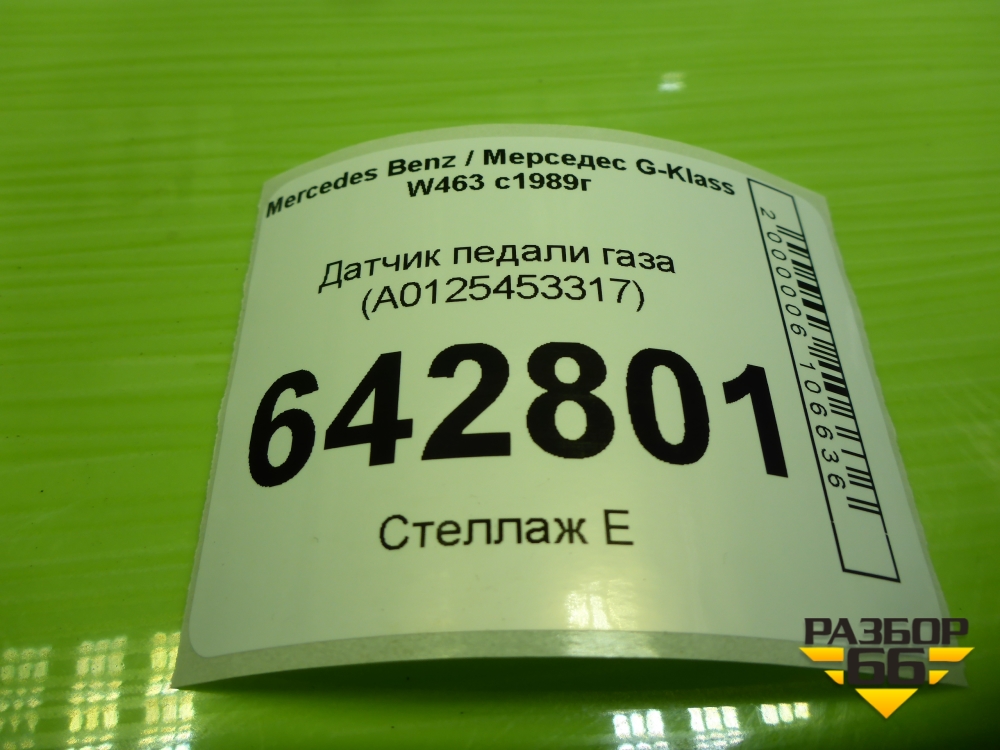 Mercedes Benz / Мерседес G-Klass
W463 с1989г
Датчик педали газа
(A0125453317)
642801
Стеллаж Е
2000006106636
РАЗБОР
66